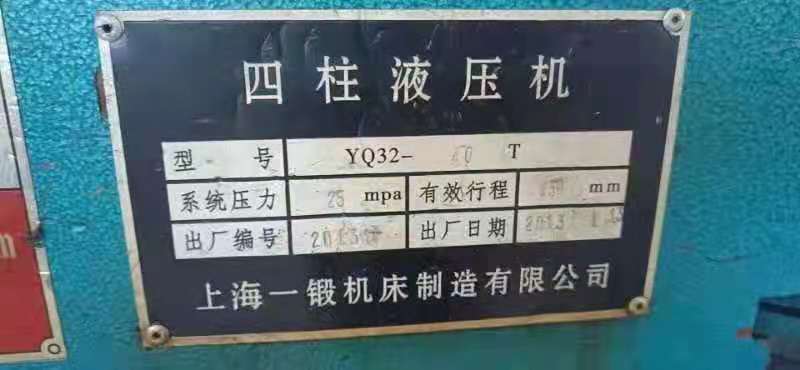 四柱液压机
型号 YQ32- 40 T
系统压力 25 mpa 有效行程 mm
出厂编号 出厂日期 2013
上海一锻机床制造有限公司
m